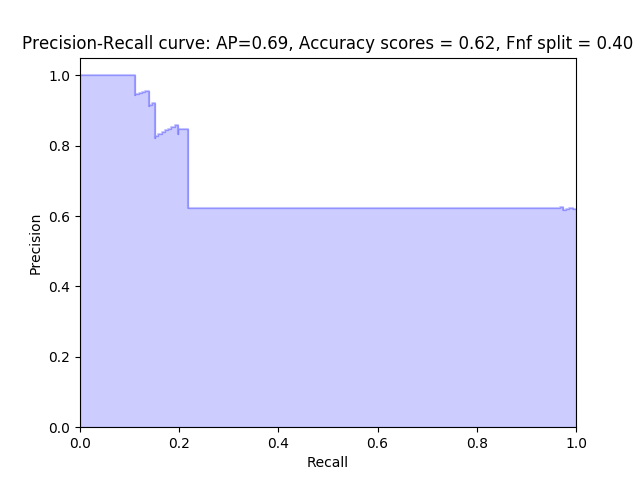 Precision-Recall curve: AP=0.69, Accuracy scores = 0.62, Fnf split = 0.40
1.0
0.8
0.6
0.4
0.2
0.0
Precision
0.0 0.2 0.4 0.6 0.8 1.0
Recall